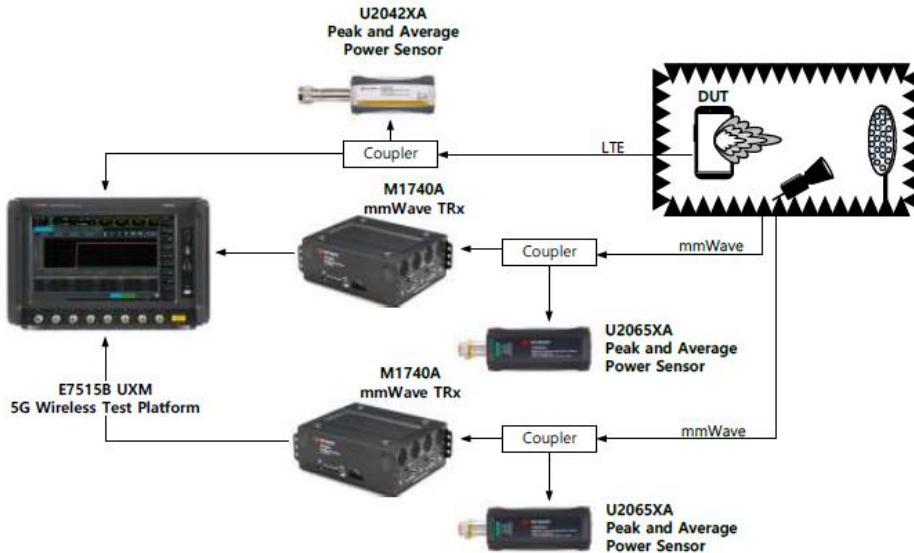 U2042XA
Peak and Average
Power Sensor
DUT
Coupler
LTE
M1740A
mmWave TRx
Coupler
mmWave
U2065XA
Peak and Average
Power Sensor
E7515B UXM
5G Wireless Test Platform
M1740A
mmWave TRx
Coupler
mmWave
U2065XA
Peak and Average
Power Sensor